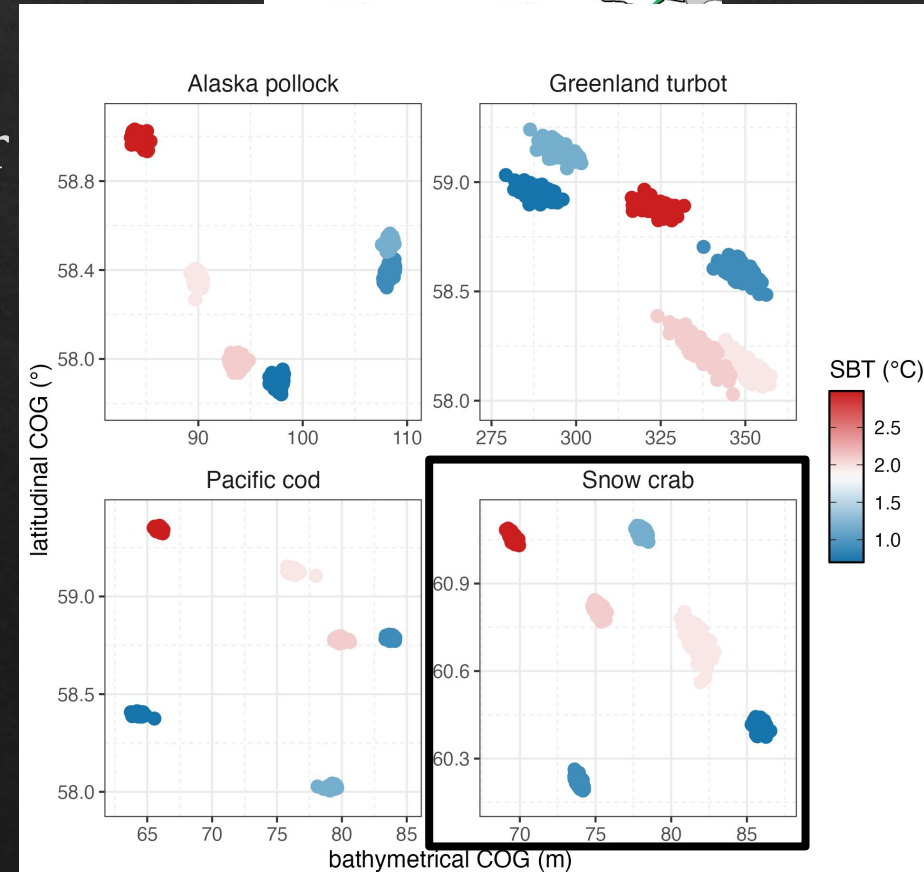 Alaska pollock
Greenland turbot
58.8
58.4
58.0
90 100 110
59.0
58.5
58.0
275 300 325 350
latitudinal COG (°)
SBT (°C)
2.5
2.0
1.5
1.0
Pacific cod
Snow crab
59.0
58.5
58.0
65 70 75 80 85
60.9
60.6
60.3
70 75 80 85
bathymetrical COG (m)